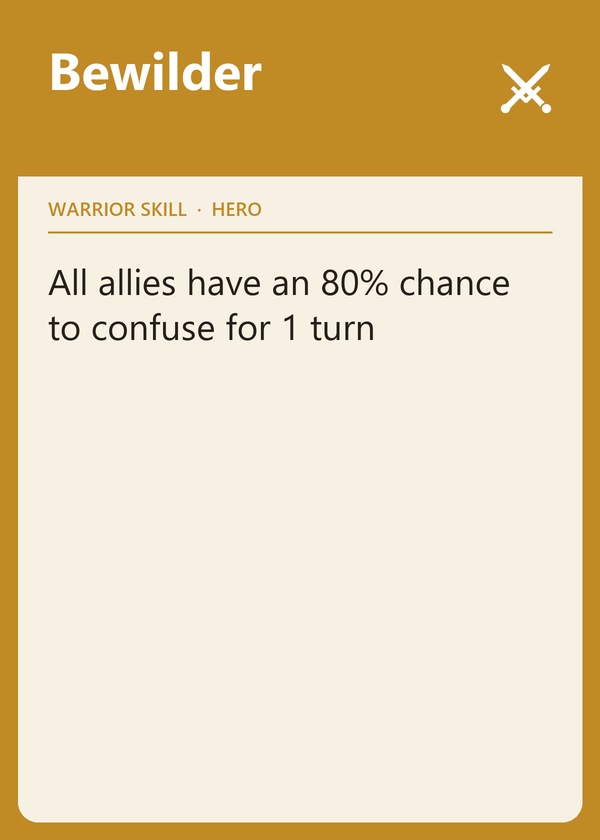 Bewilder
WARRIOR SKILL · HERO
All allies have an 80% chance
to confuse for 1 turn